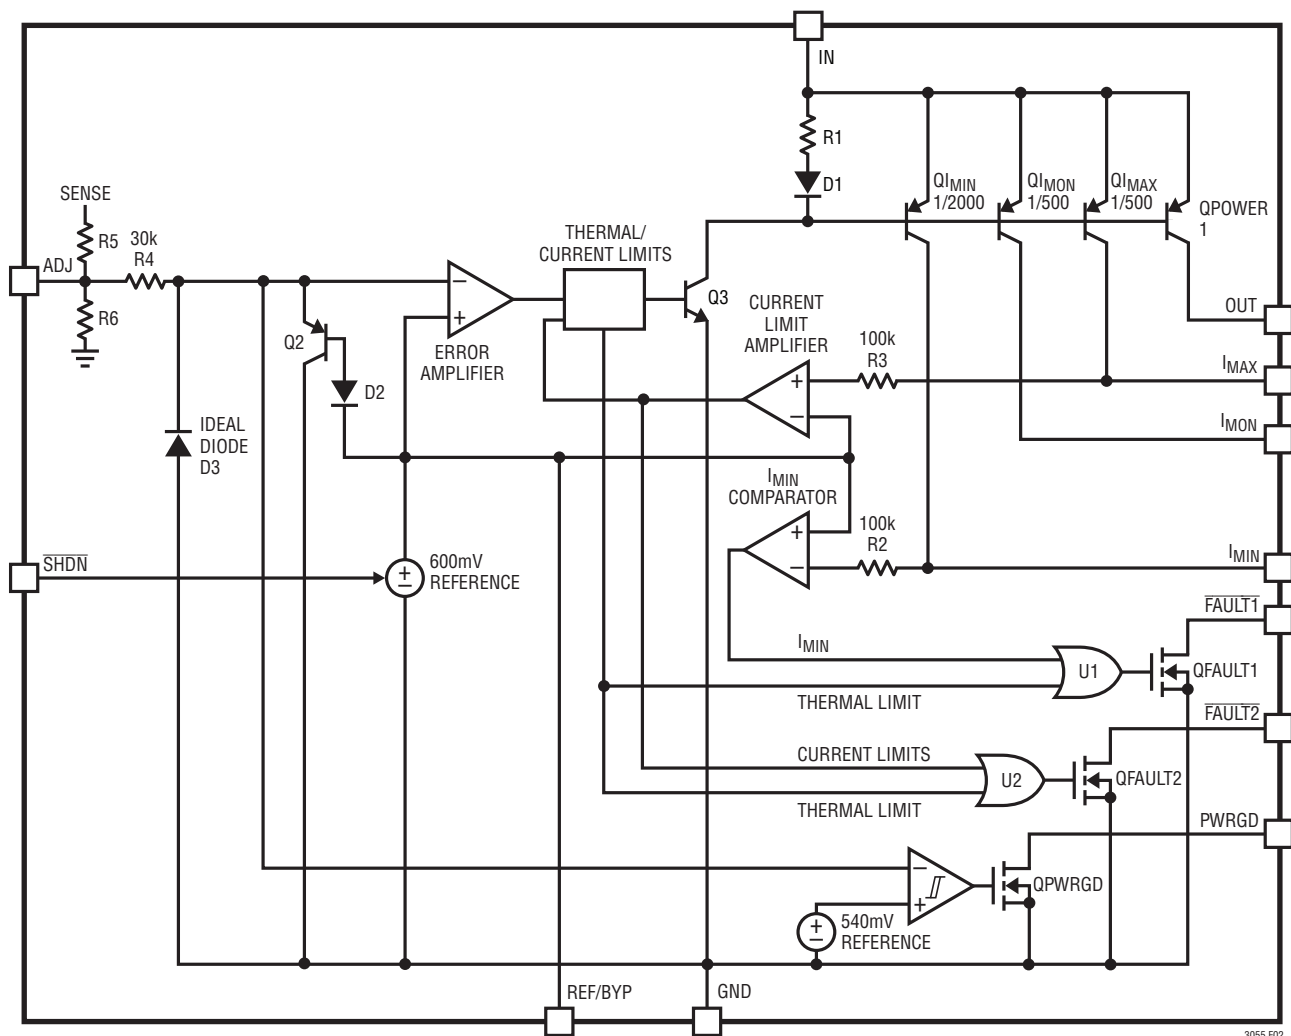 IN
R1
D1
QIMIN
1/2000
QIMON
1/500
QIMAX
1/500
QPOWER
1
SENSE
R5
30k
R4
ADJ
R6
THERMAL/
CURRENT LIMITS
−
+
ERROR
AMPLIFIER
Q3
Q2
D2
CURRENT
LIMIT
AMPLIFIER
100k
R3
+
−
OUT
IMAX
IMON
IDEAL
DIODE
D3
IMIN
COMPARATOR
100k
R2
+
−
IMIN
SHDN
+
−
600mV
REFERENCE
FAULT1
IMIN
U1
QFAULT1
THERMAL LIMIT
FAULT2
CURRENT LIMITS
U2
QFAULT2
THERMAL LIMIT
PWRGD
−
+
QPWRGD
+
−
540mV
REFERENCE
REF/BYP
GND
3055 F02